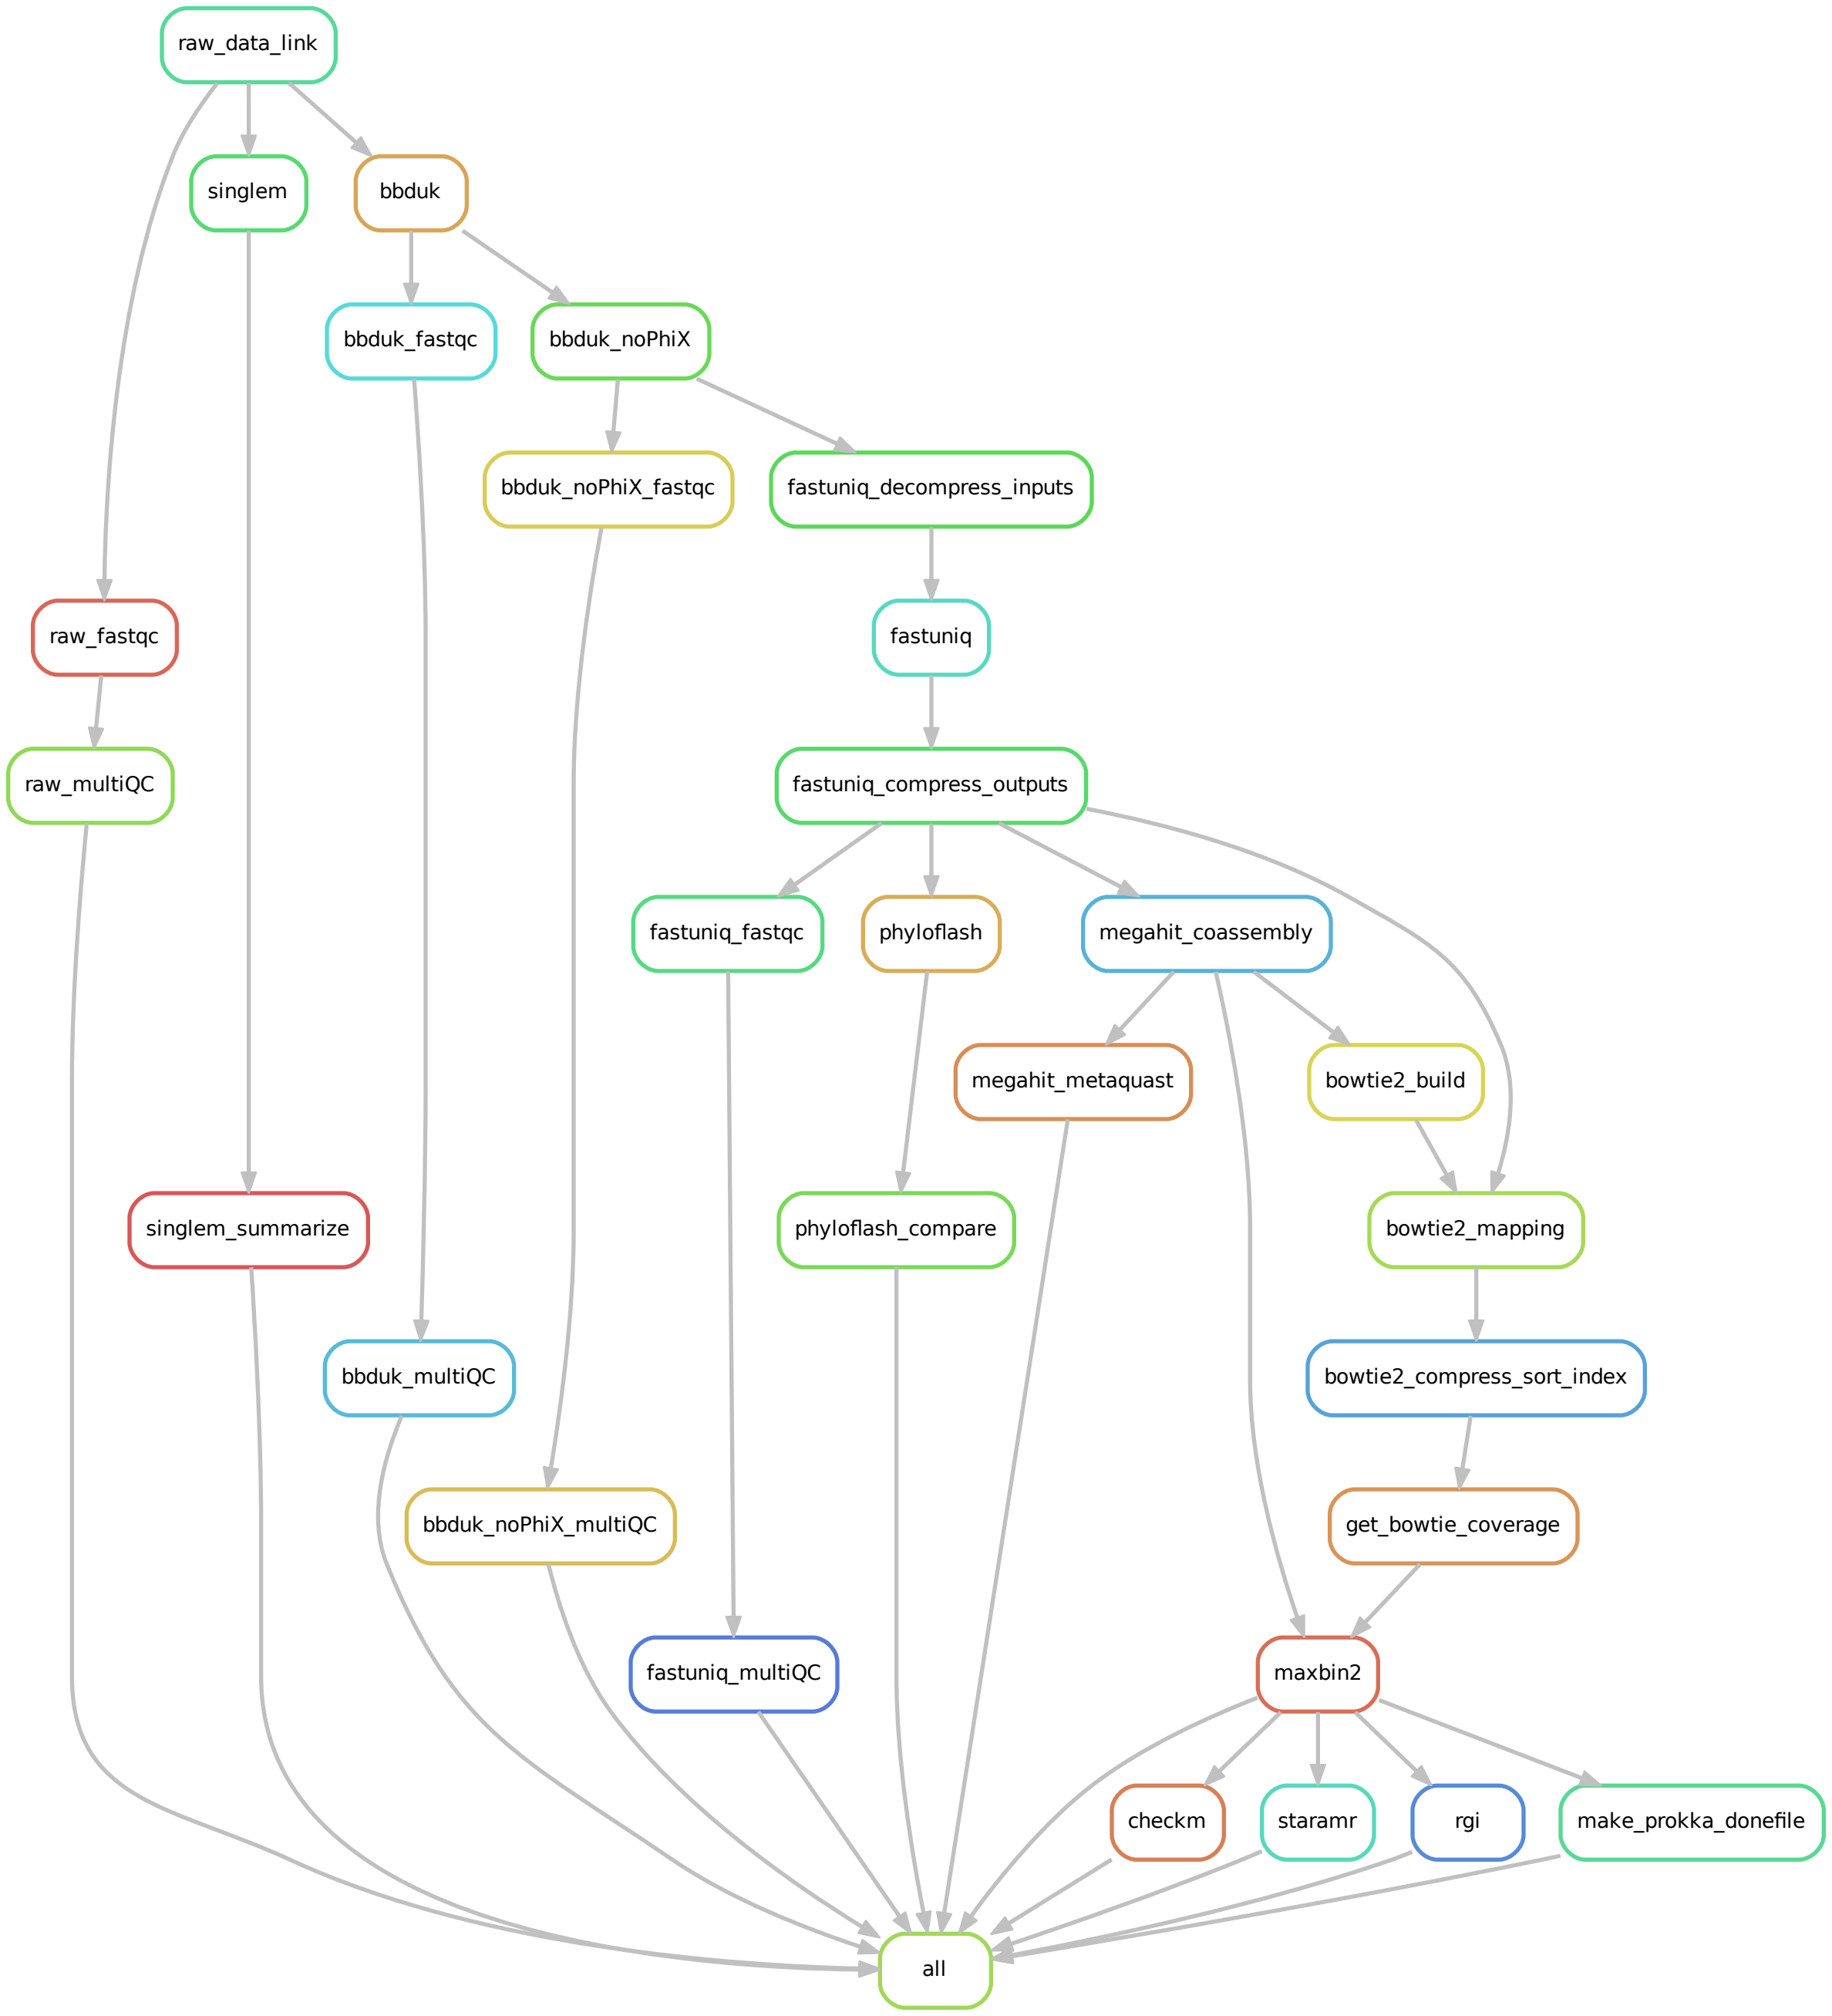 raw_data_link
singlem
bbduk
bbduk_fastqc
bbduk_noPhiX
bbduk_noPhiX_fastqc
fastuniq_decompress_inputs
raw_fastqc
fastuniq
raw_multiQC
fastuniq_compress_outputs
fastuniq_fastqc
phyloflash
megahit_coassembly
megahit_metaquast
bowtie2_build
singlem_summarize
phyloflash_compare
bowtie2_mapping
bbduk_multiQC
bowtie2_compress_sort_index
bbduk_noPhiX_multiQC
get_bowtie_coverage
fastuniq_multiQC
maxbin2
checkm
staramr
rgi
make_prokka_donefile
all